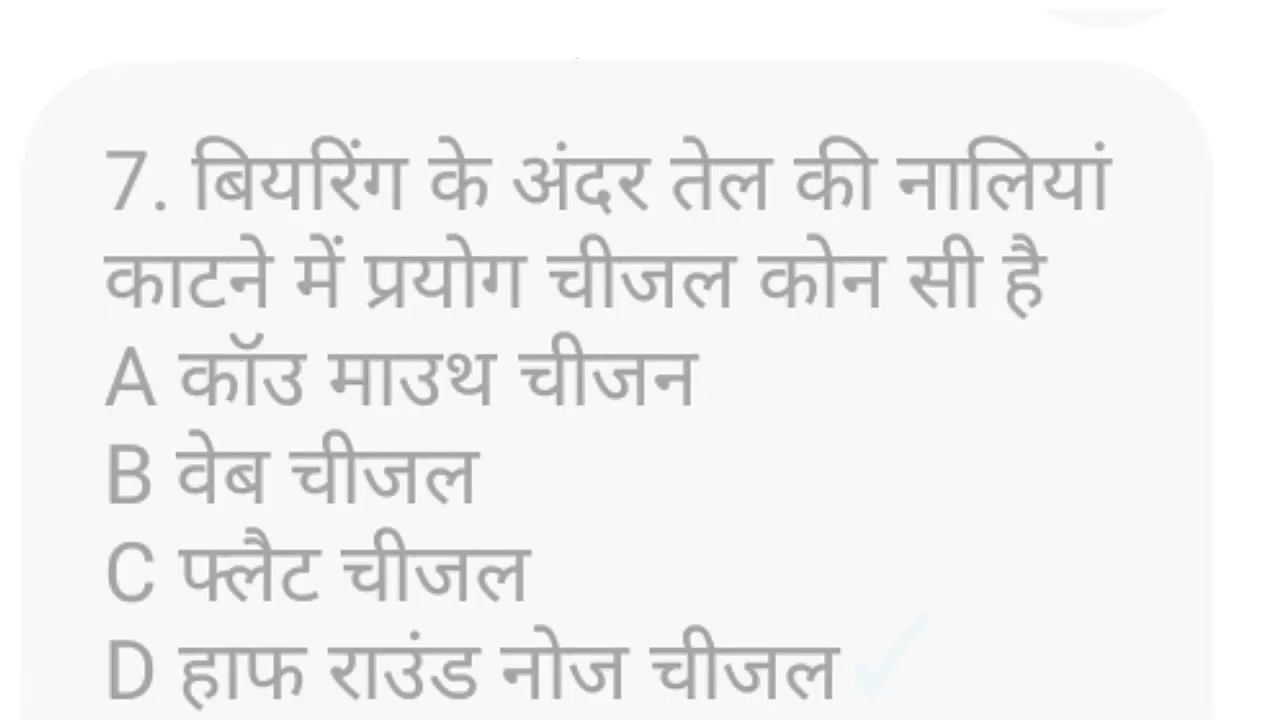 7. बियरिंग के अंदर तेल की नालियां
काटने में प्रयोग चीजल कोन सी है
A कॉउ माउथ चीजन
B वेब चीजल
C फ्लैट चीजल
D हाफ राउंड नोज चीजल ✓